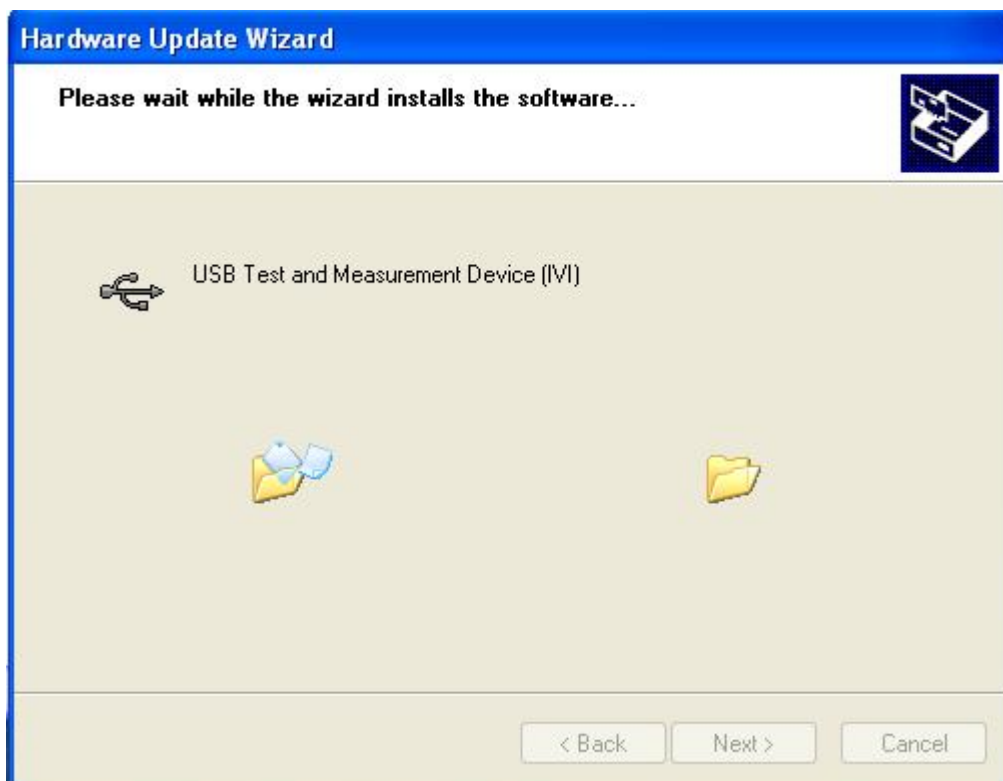 Hardware Update Wizard
Please wait while the wizard installs the software...
USB Test and Measurement Device (IVI)
< Back
Next >
Cancel